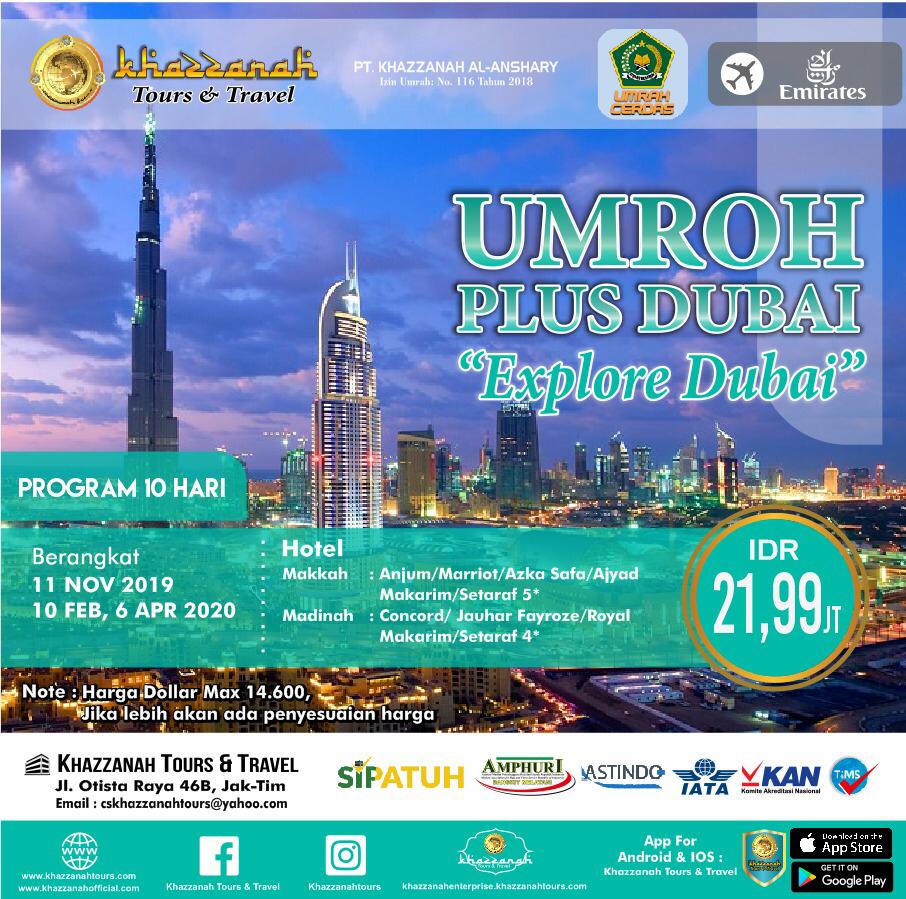 khazzanah
Tours & Travel
PT. KHAZZANAH AL-ANSHARY
Izin Umrah: No. 116 Tahun 2018
UMRAH
CERDAS
Emirates
UMROH
PLUS DUBAI
“Explore Dubai”
PROGRAM 10 HARI
Berangkat
11 NOV 2019
10 FEB, 6 APR 2020
Hotel
Makkah : Anjum/Marriot/Azka Safa/Ajyad
Makarim/Setaraf 5*
Madinah : Concord/ Jauhar Fayroze/Royal
Makarim/Setaraf 4*
IDR
21,99JT
Note : Harga Dollar Max 14.600,
Jika lebih akan ada penyesuaian harga
KHAZZANAH TOURS & TRAVEL
Jl. Otista Raya 46B, Jak-Tim
Email : cskhazzanahtours@yahoo.com
SIPATUH
AMPHURI
ASTINDO
IATA
KAN
Komite Akreditasi Nasional
TiMS
www.khazzanah.com
www.khazzanahofficial.com
Khazzanah Tours & Travel
Khazzanahtours
khazzanah
Tours & Travel
khazzanahenterprise.khazzanahtours.com
App For
Android & IOS :
Khazzanah Tours & Travel
Download on the
App Store
GET IT ON
Google Play